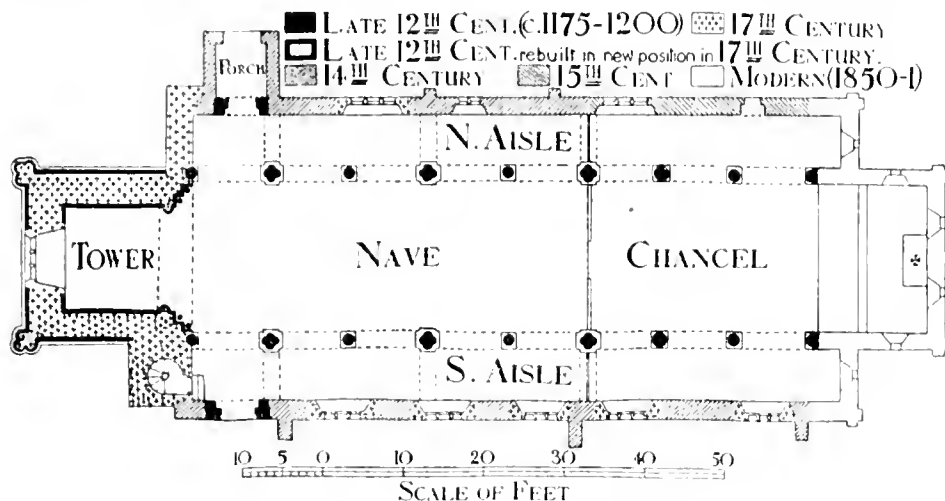 LATE 12TH CENT. (C.1175-1200) 17TH CENTURY
LATE 12TH CENT. rebuilt in new position in 17TH CENTURY.
14TH CENTURY 15TH CENT MODERN (1850-1)
PORCH
N. AISLE
TOWER NAVE CHANCEL
S. AISLE
10 5 0 10 20 30 40 50
SCALE OF FEET